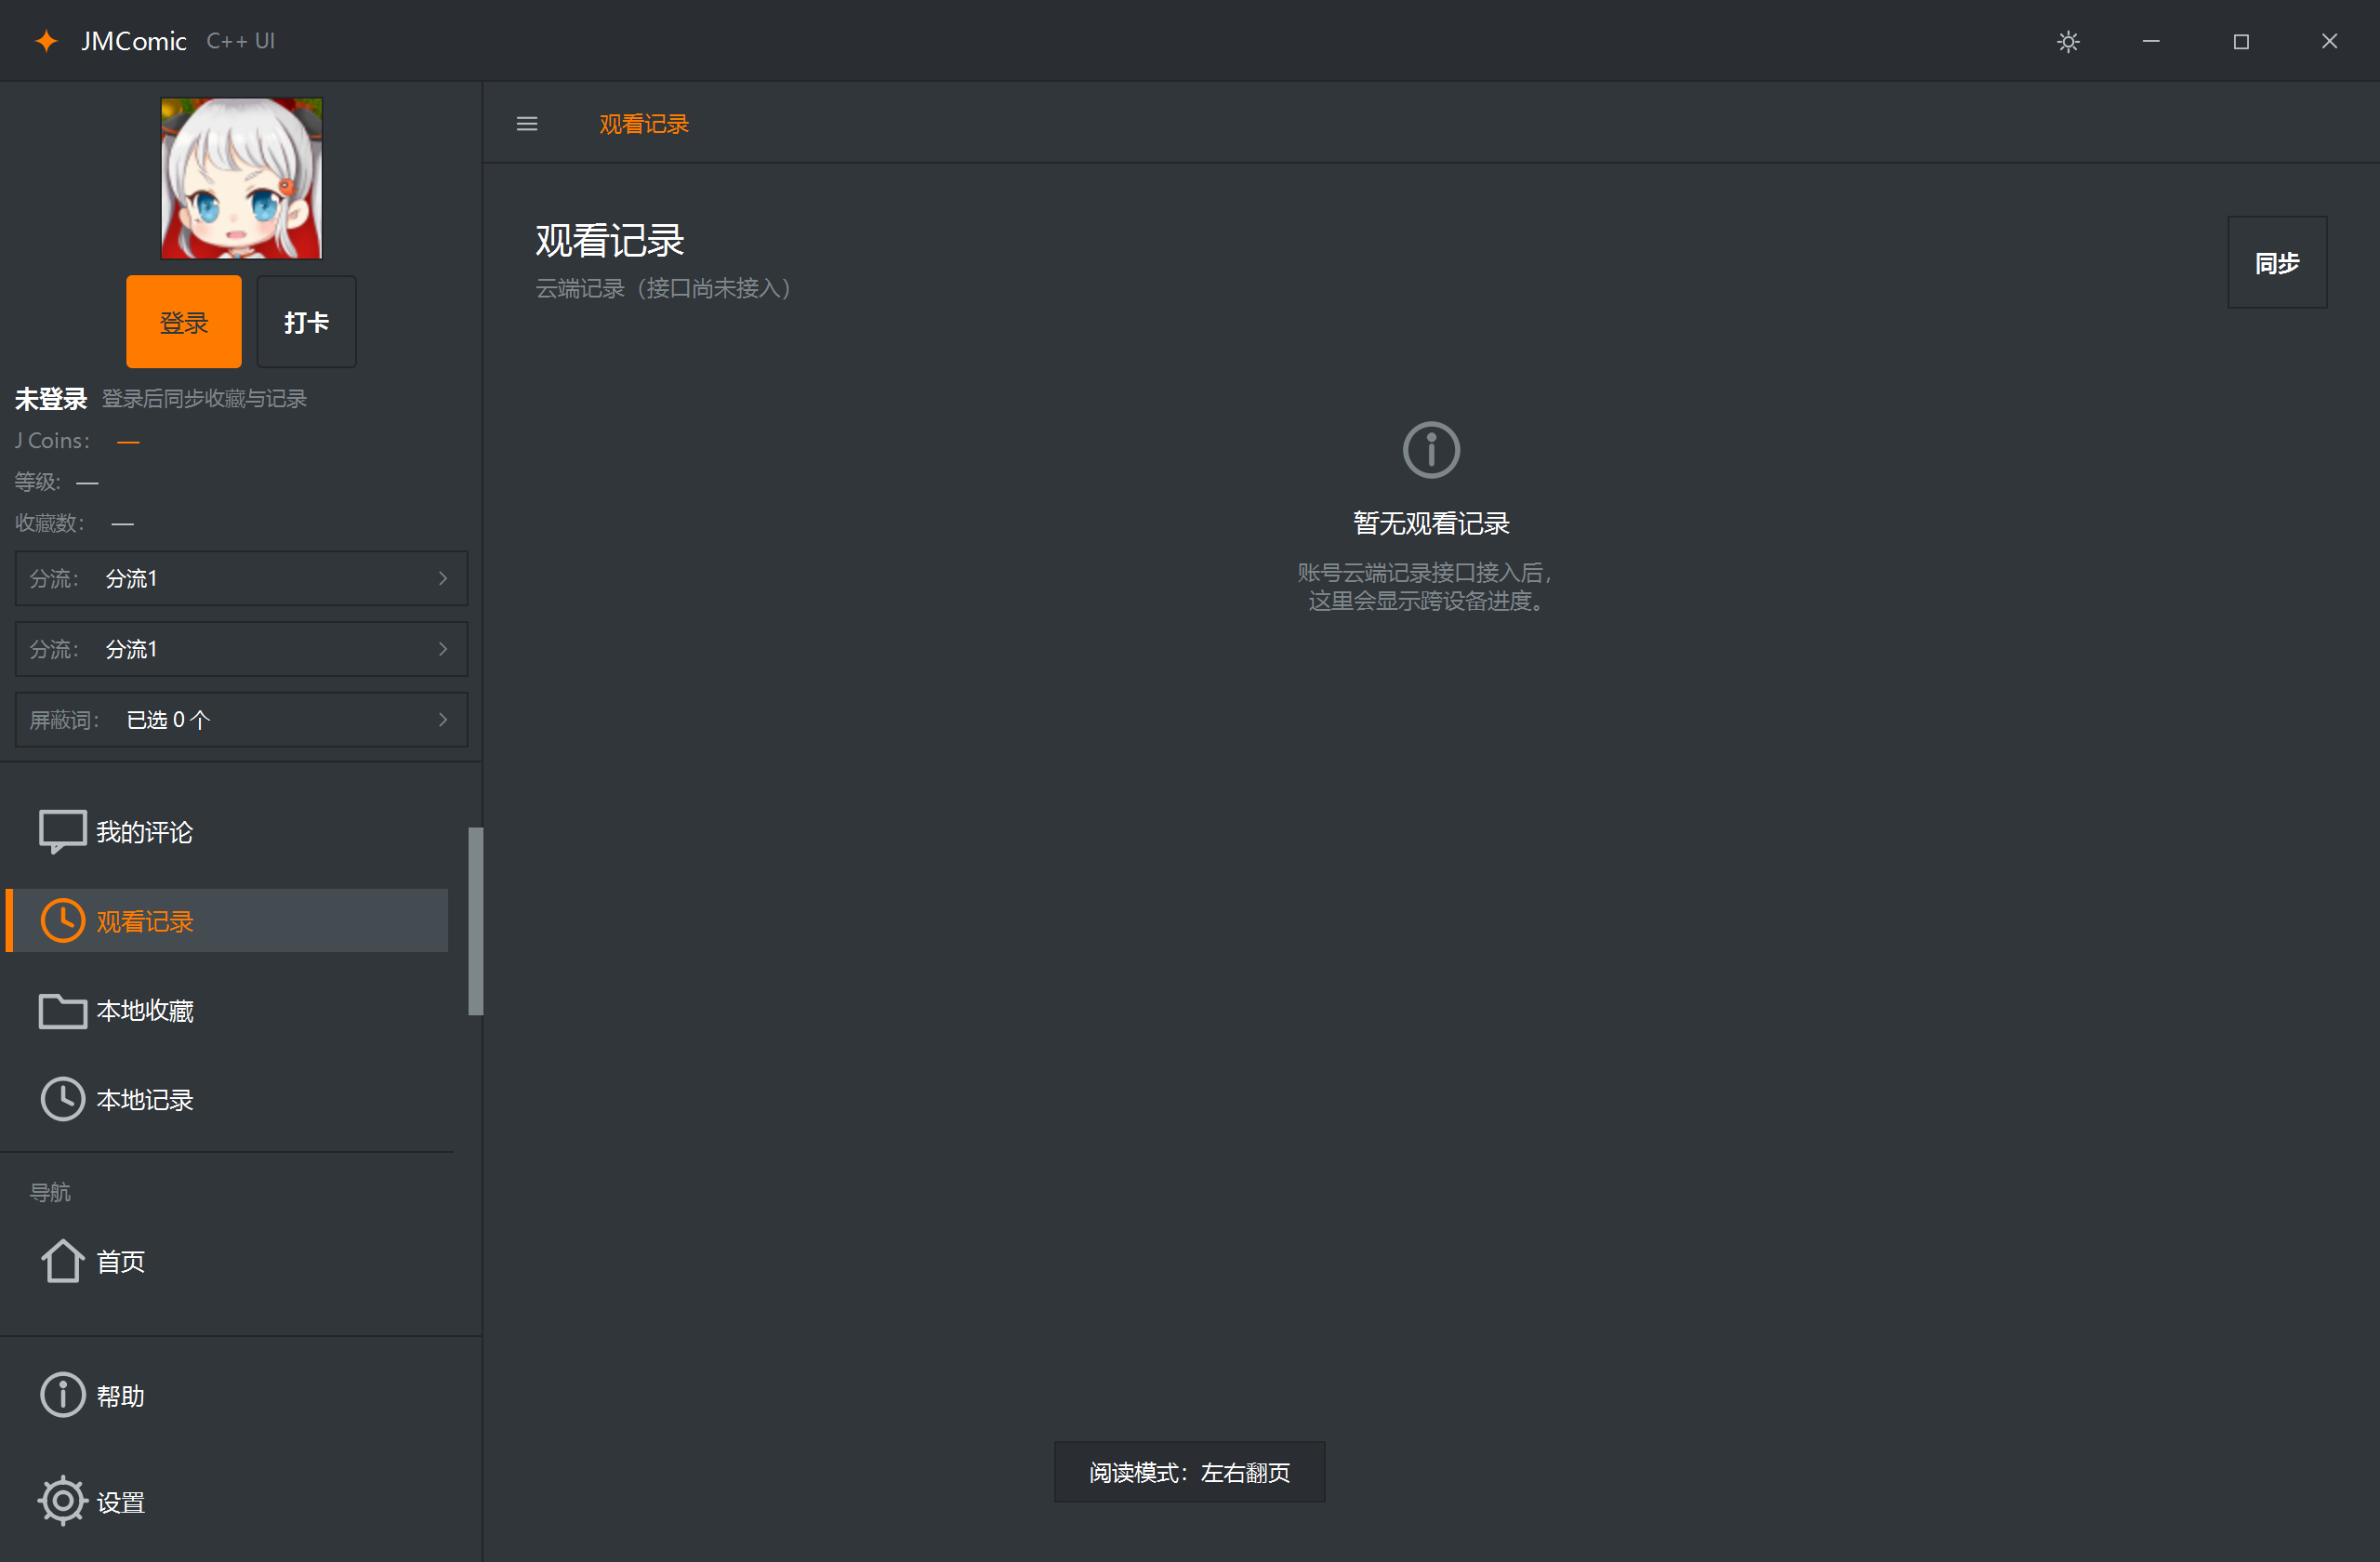 JMComic C++ UI
观看记录
登录
打卡
未登录 登录后同步收藏与记录
J Coins: —
等级: —
收藏数: —
分流: 分流1
分流: 分流1
屏蔽词: 已选 0 个
我的评论
观看记录
本地收藏
本地记录
导航
首页
帮助
设置
观看记录
云端记录（接口尚未接入）
同步
暂无观看记录
账号云端记录接口接入后，
这里会显示跨设备进度。
阅读模式：左右翻页